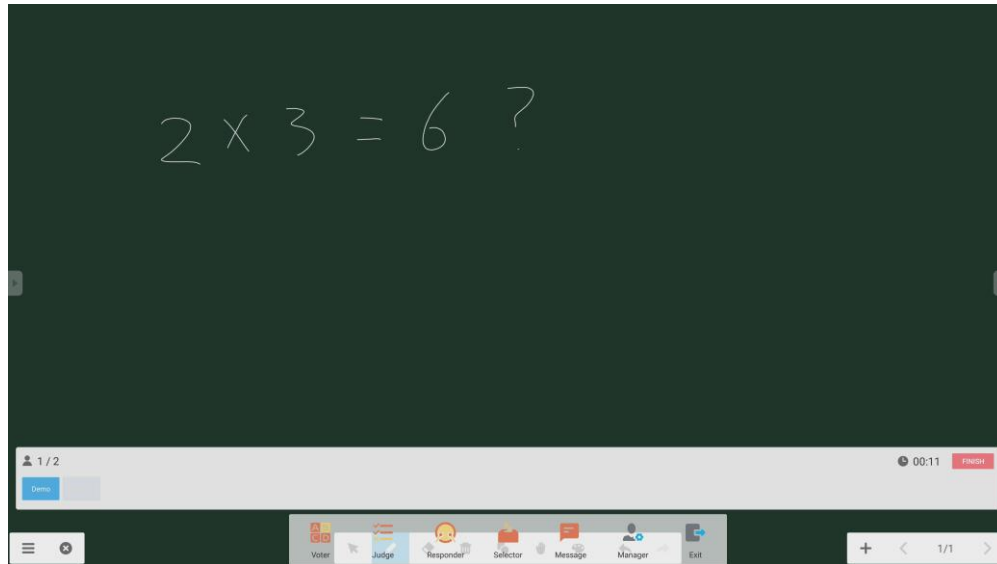 2 × 3 = 6 ?
1 / 2
00:11
FINISH
Demo
A B
C D
Voter
Judge
Responder
Selector
Message
Manager
Exit
1/1